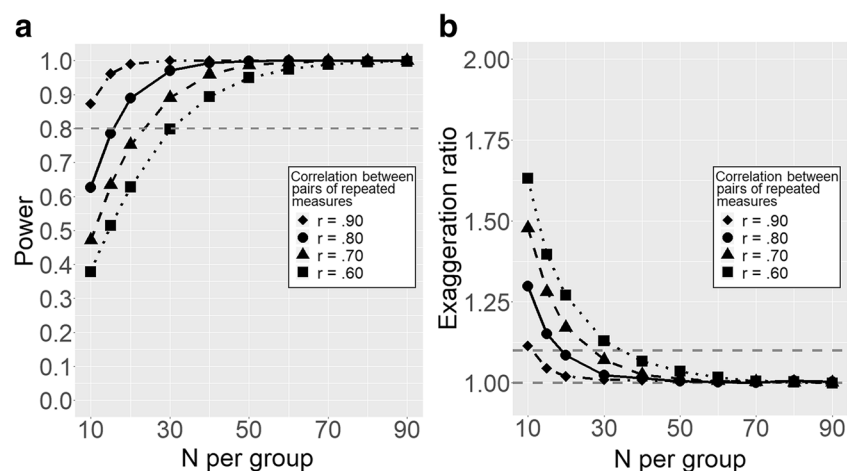 a
1.0
0.9
0.8
0.7
0.6
0.5
0.4
0.3
0.2
0.1
0.0
Power
10
30
50
70
90
N per group
Correlation between
pairs of repeated
measures
r = .90
r = .80
r = .70
r = .60
b
2.00
1.75
1.50
1.25
1.00
Exaggeration ratio
10
30
50
70
90
N per group
Correlation between
pairs of repeated
measures
r = .90
r = .80
r = .70
r = .60